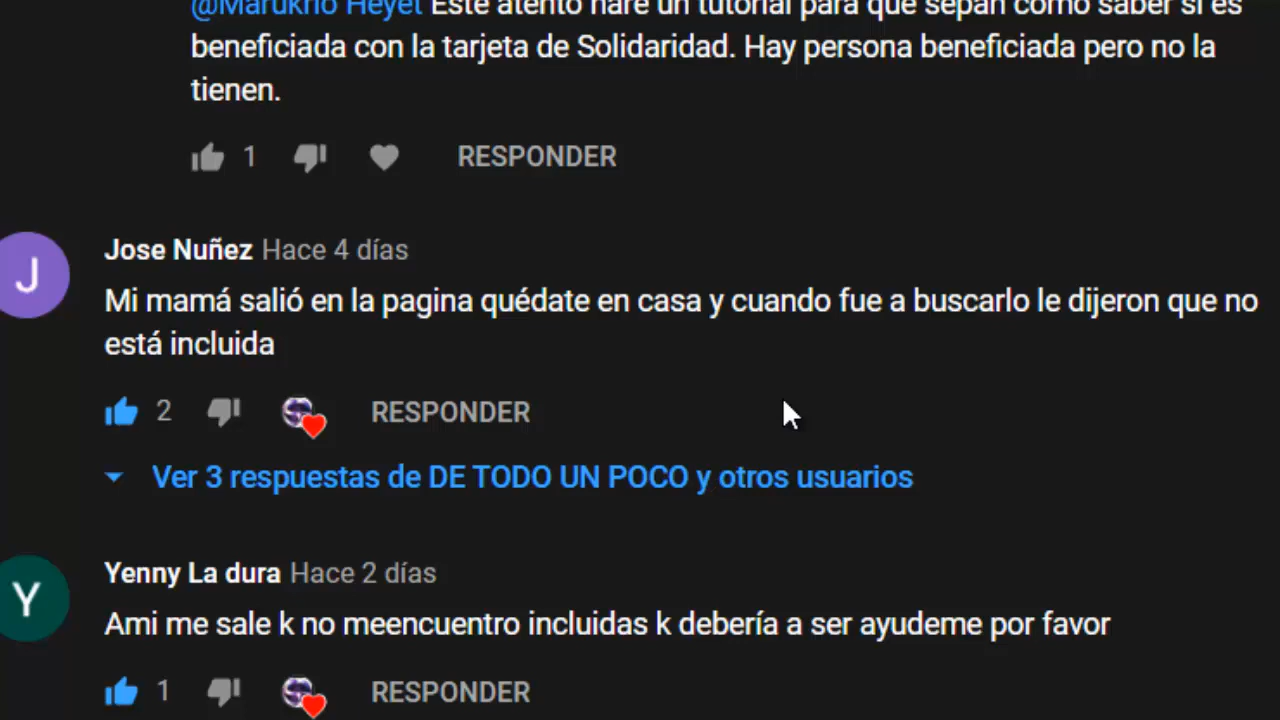 @Marukrio Heyet Este atento hare un tutorial para que sepan como saber si es
beneficiada con la tarjeta de Solidaridad. Hay persona beneficiada pero no la
tienen.
1 RESPONDER
J
Jose Nuñez Hace 4 días
Mi mamá salió en la pagina quédate en casa y cuando fue a buscarlo le dijeron que no
está incluida
2 RESPONDER
Ver 3 respuestas de DE TODO UN POCO y otros usuarios
Y
Yenny La dura Hace 2 días
Ami me sale k no meencuentro incluidas k debería a ser ayudeme por favor
1 RESPONDER